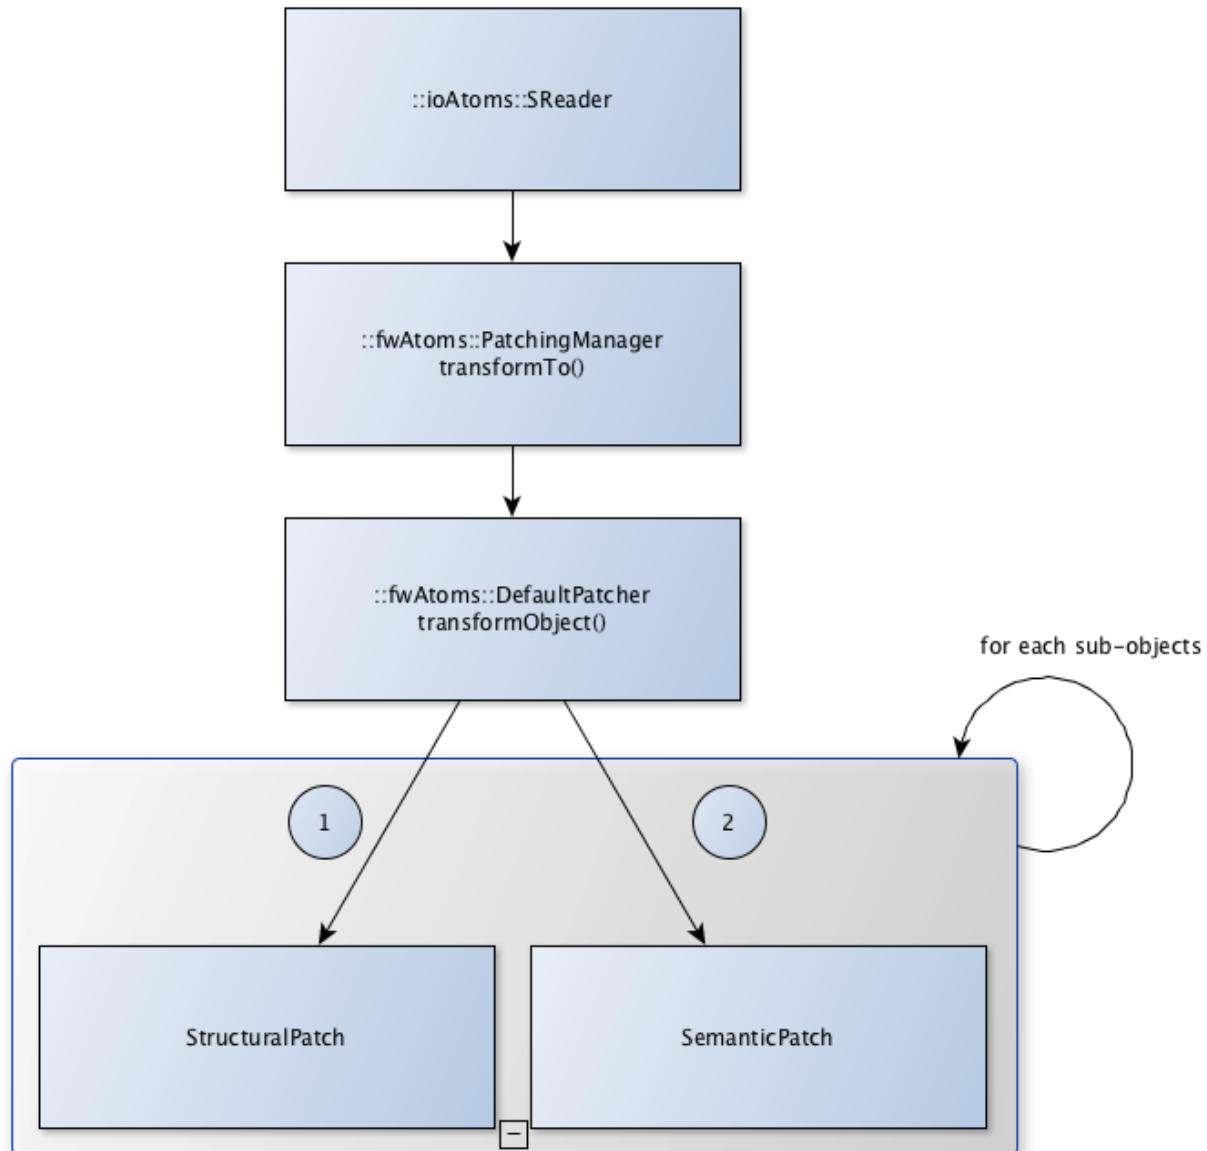 ::ioAtoms::SReader
::fwAtoms::PatchingManager
transformTo()
::fwAtoms::DefaultPatcher
transformObject()
for each sub-objects
1
2
StructuralPatch
SemanticPatch